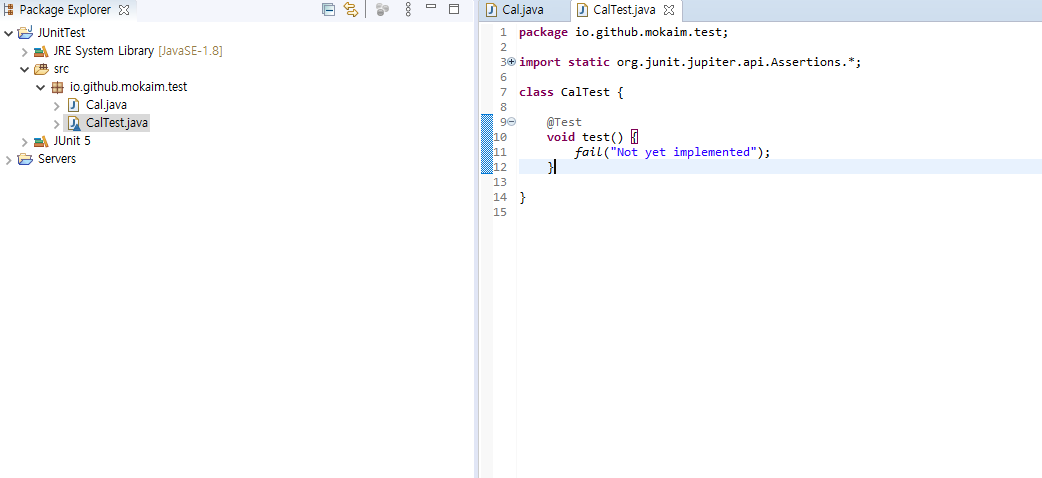 Package Explorer
JUnitTest
JRE System Library [JavaSE-1.8]
src
io.github.mokaim.test
Cal.java
CalTest.java
JUnit 5
Servers
Cal.java
CalTest.java
1 package io.github.mokaim.test;
2
3 import static org.junit.jupiter.api.Assertions.*;
6
7 class CalTest {
8
9 @Test
10 void test() {
11 fail("Not yet implemented");
12 }
13
14 }
15